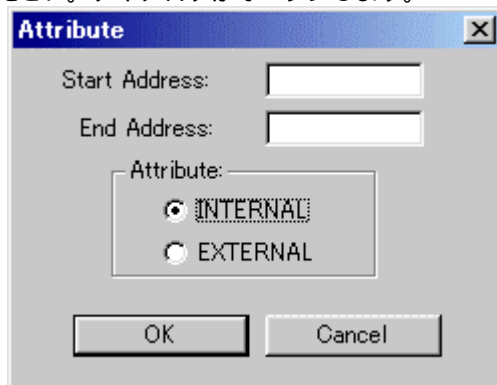 Attribute
Start Address:
End Address:
Attribute:
INTERNAL
EXTERNAL
OK
Cancel